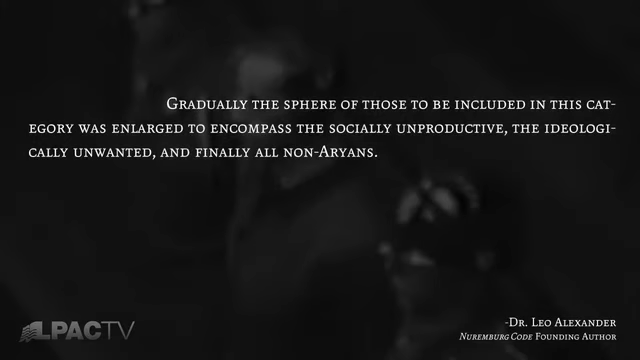 Gradually the sphere of those to be included in this cat-
egory was enlarged to encompass the socially unproductive, the ideologi-
cally unwanted, and finally all non-Aryans.
-Dr. Leo Alexander
Nuremburg Code Founding Author
LPACTV